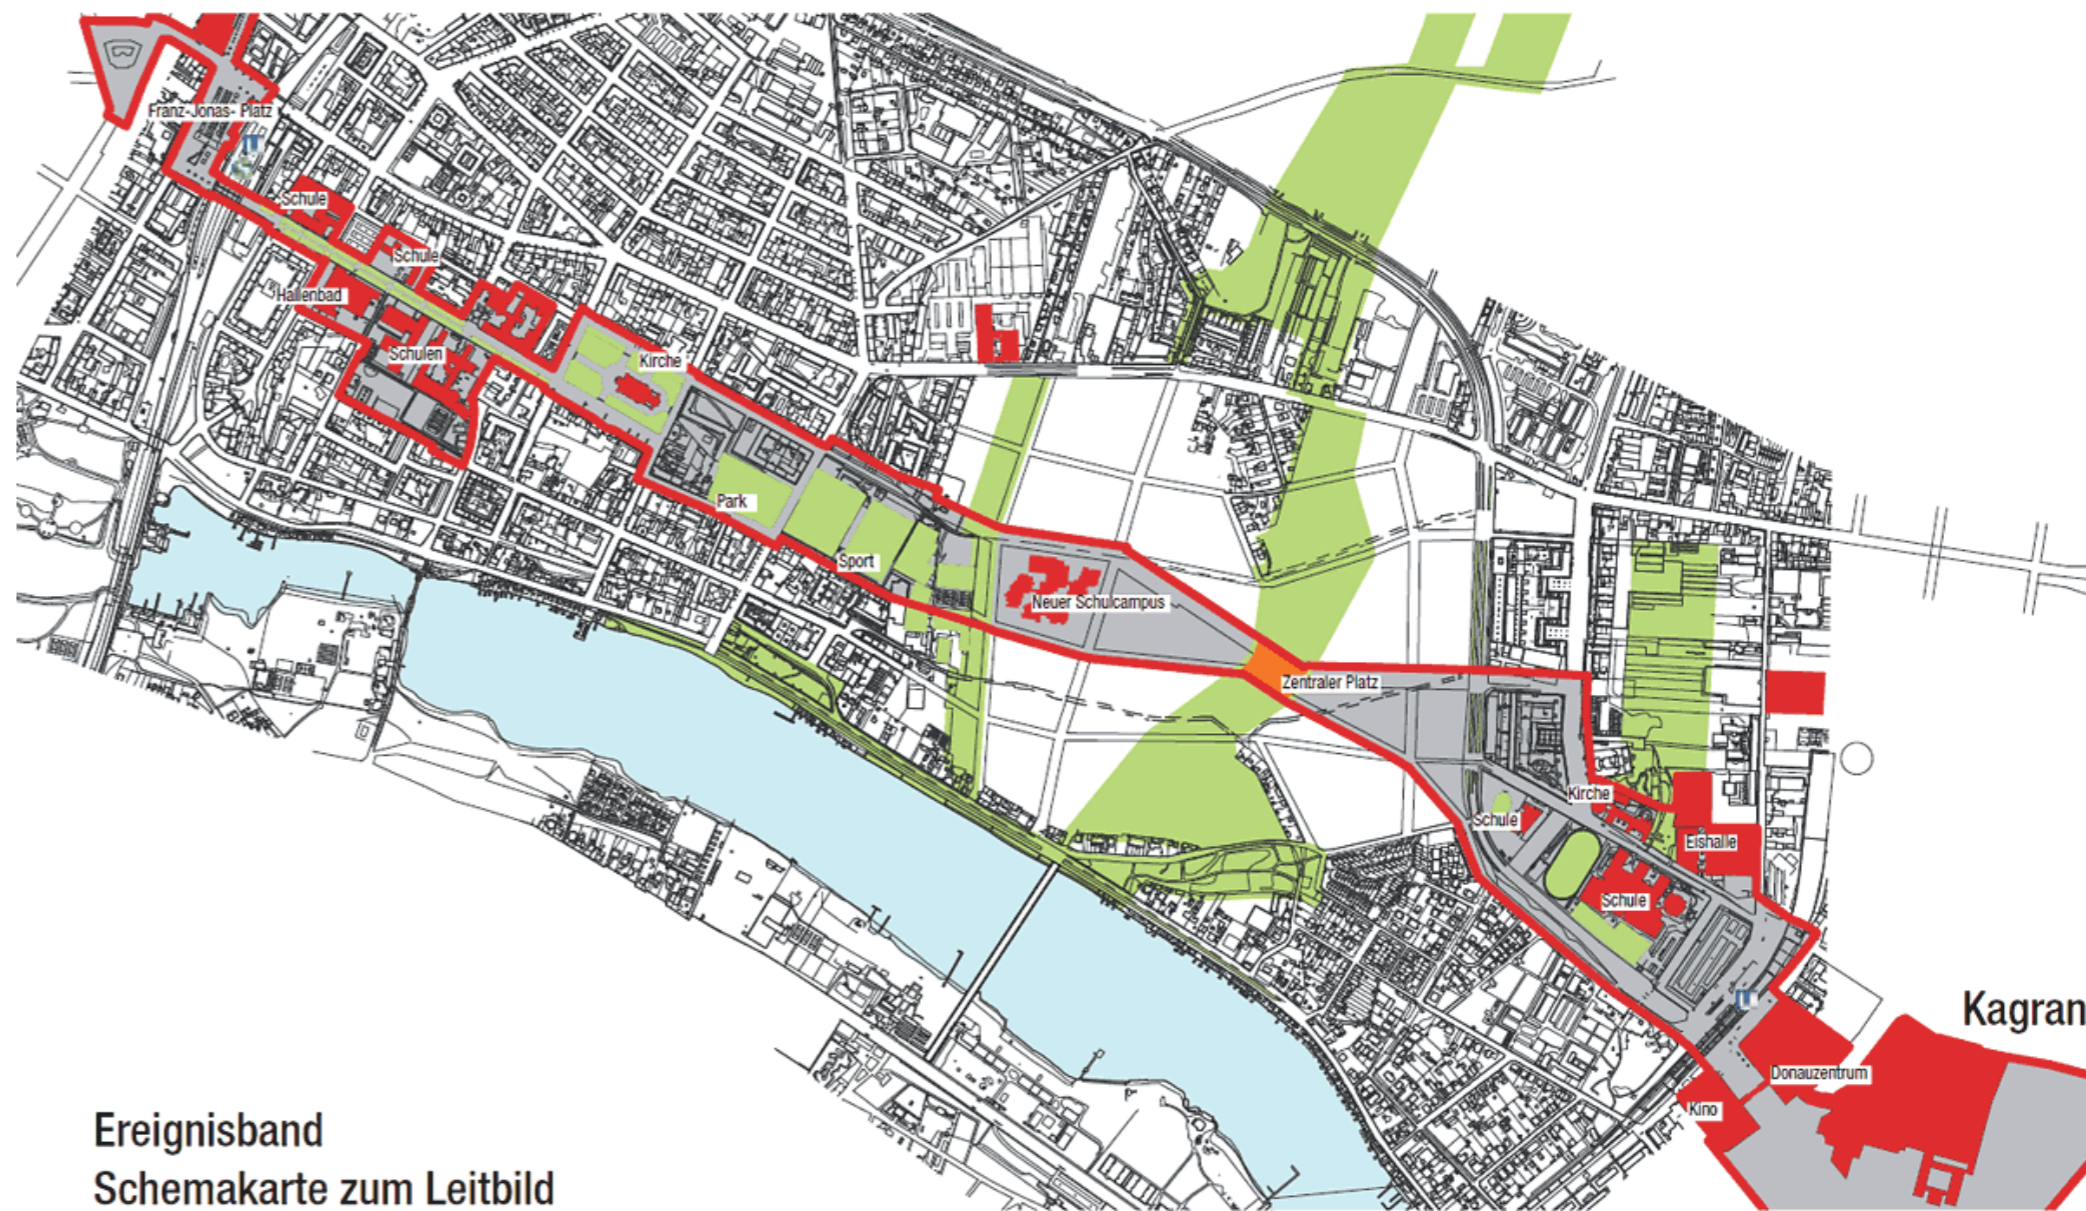 Franz-Jonas- Platz
Schule
Schule
Hallenbad
Schulen
Kirche
Park
Sport
Neuer Schulcampus
Zentraler Platz
Kirche
Schule
Eishalle
Schule
Kagran
Donauzentrum
Kino
Ereignisband
Schemakarte zum Leitbild